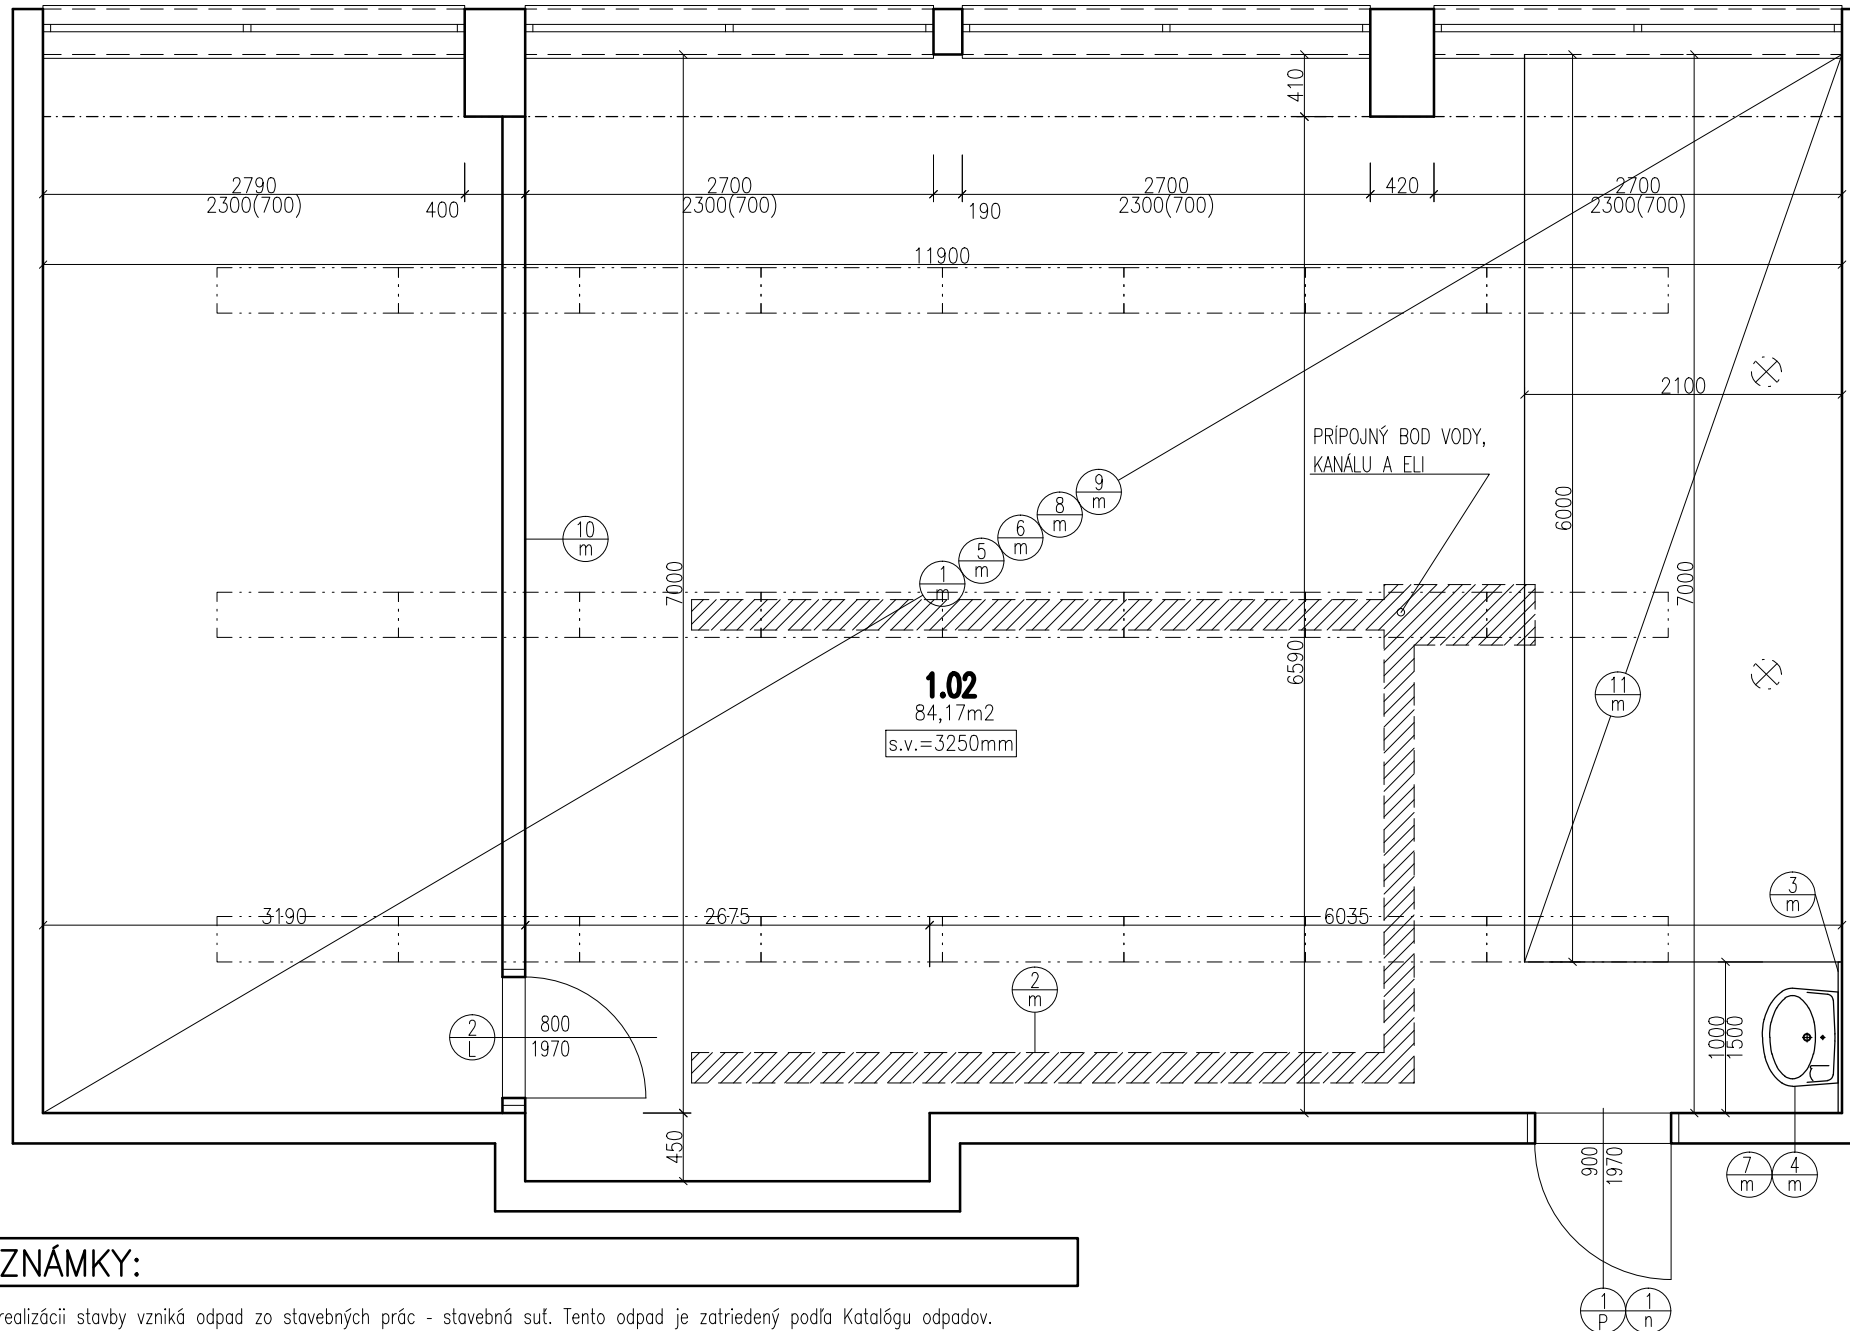 410
2790
2300(700)
400
2700
2300(700)
190
2700
2300(700)
420
2700
2300(700)
11900
2100
PRÍPOJNÝ BOD VODY,
KANÁLU A ELI
9
m
8
m
6
m
5
m
1
m
10
m
6000
7000
7000
6590
1.02
84,17m2
s.v.=3250mm
11
m
3
m
3190
2675
6035
2
m
2
L
800
1970
1000
1500
450
900
1970
7
m
4
m
ZNÁMKY:
realizácii stavby vzniká odpad zo stavebných prác - stavebná suť. Tento odpad je zatriedený podľa Katalógu odpadov.
1
P
1
n